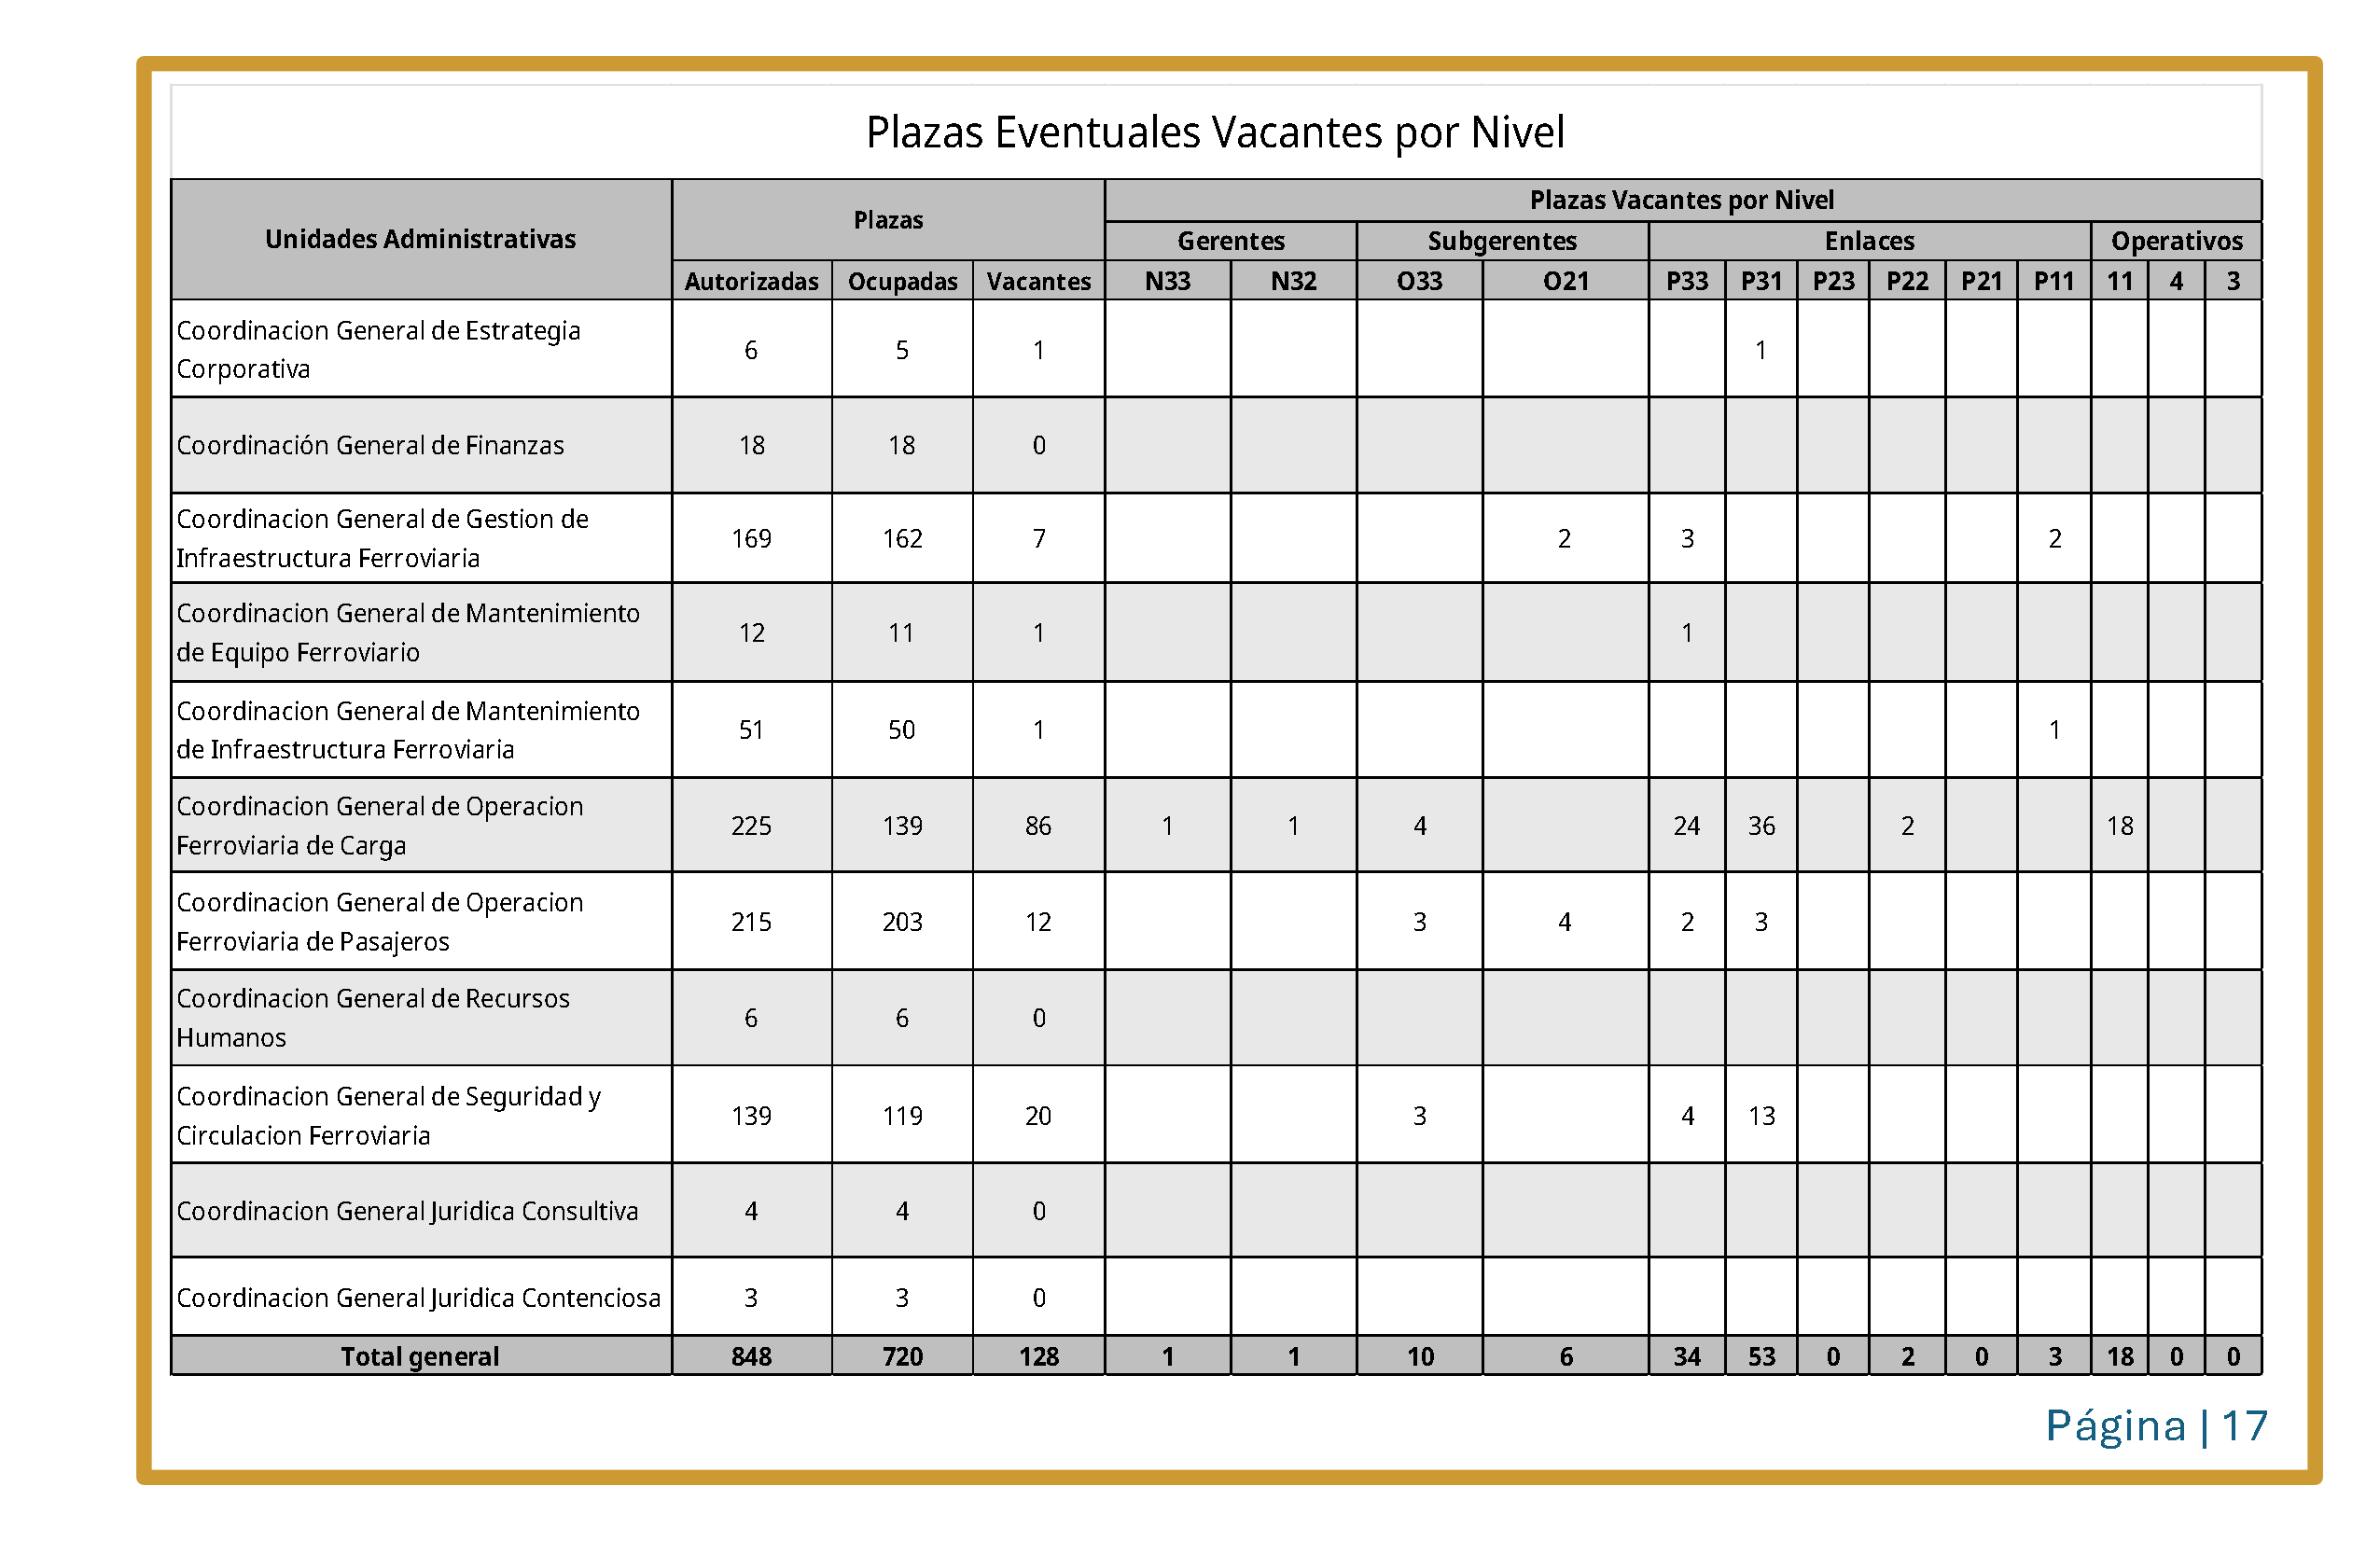 Plazas Eventuales Vacantes por Nivel
Unidades Administrativas Plazas Plazas Vacantes por Nivel
Gerentes Subgerentes Enlaces Operativos
Autorizadas Ocupadas Vacantes N33 N32 O33 O21 P33 P31 P23 P22 P21 P11 11 4 3
Coordinacion General de Estrategia
Corporativa 6 5 1 1
Coordinación General de Finanzas 18 18 0
Coordinacion General de Gestion de
Infraestructura Ferroviaria 169 162 7 2 3 2
Coordinacion General de Mantenimiento
de Equipo Ferroviario 12 11 1 1
Coordinacion General de Mantenimiento
de Infraestructura Ferroviaria 51 50 1 1
Coordinacion General de Operacion
Ferroviaria de Carga 225 139 86 1 1 4 24 36 2 18
Coordinacion General de Operacion
Ferroviaria de Pasajeros 215 203 12 3 4 2 3
Coordinacion General de Recursos
Humanos 6 6 0
Coordinacion General de Seguridad y
Circulacion Ferroviaria 139 119 20 3 4 13
Coordinacion General Juridica Consultiva 4 4 0
Coordinacion General Juridica Contenciosa 3 3 0
Total general 848 720 128 1 1 10 6 34 53 0 2 0 3 18 0 0
Página | 17